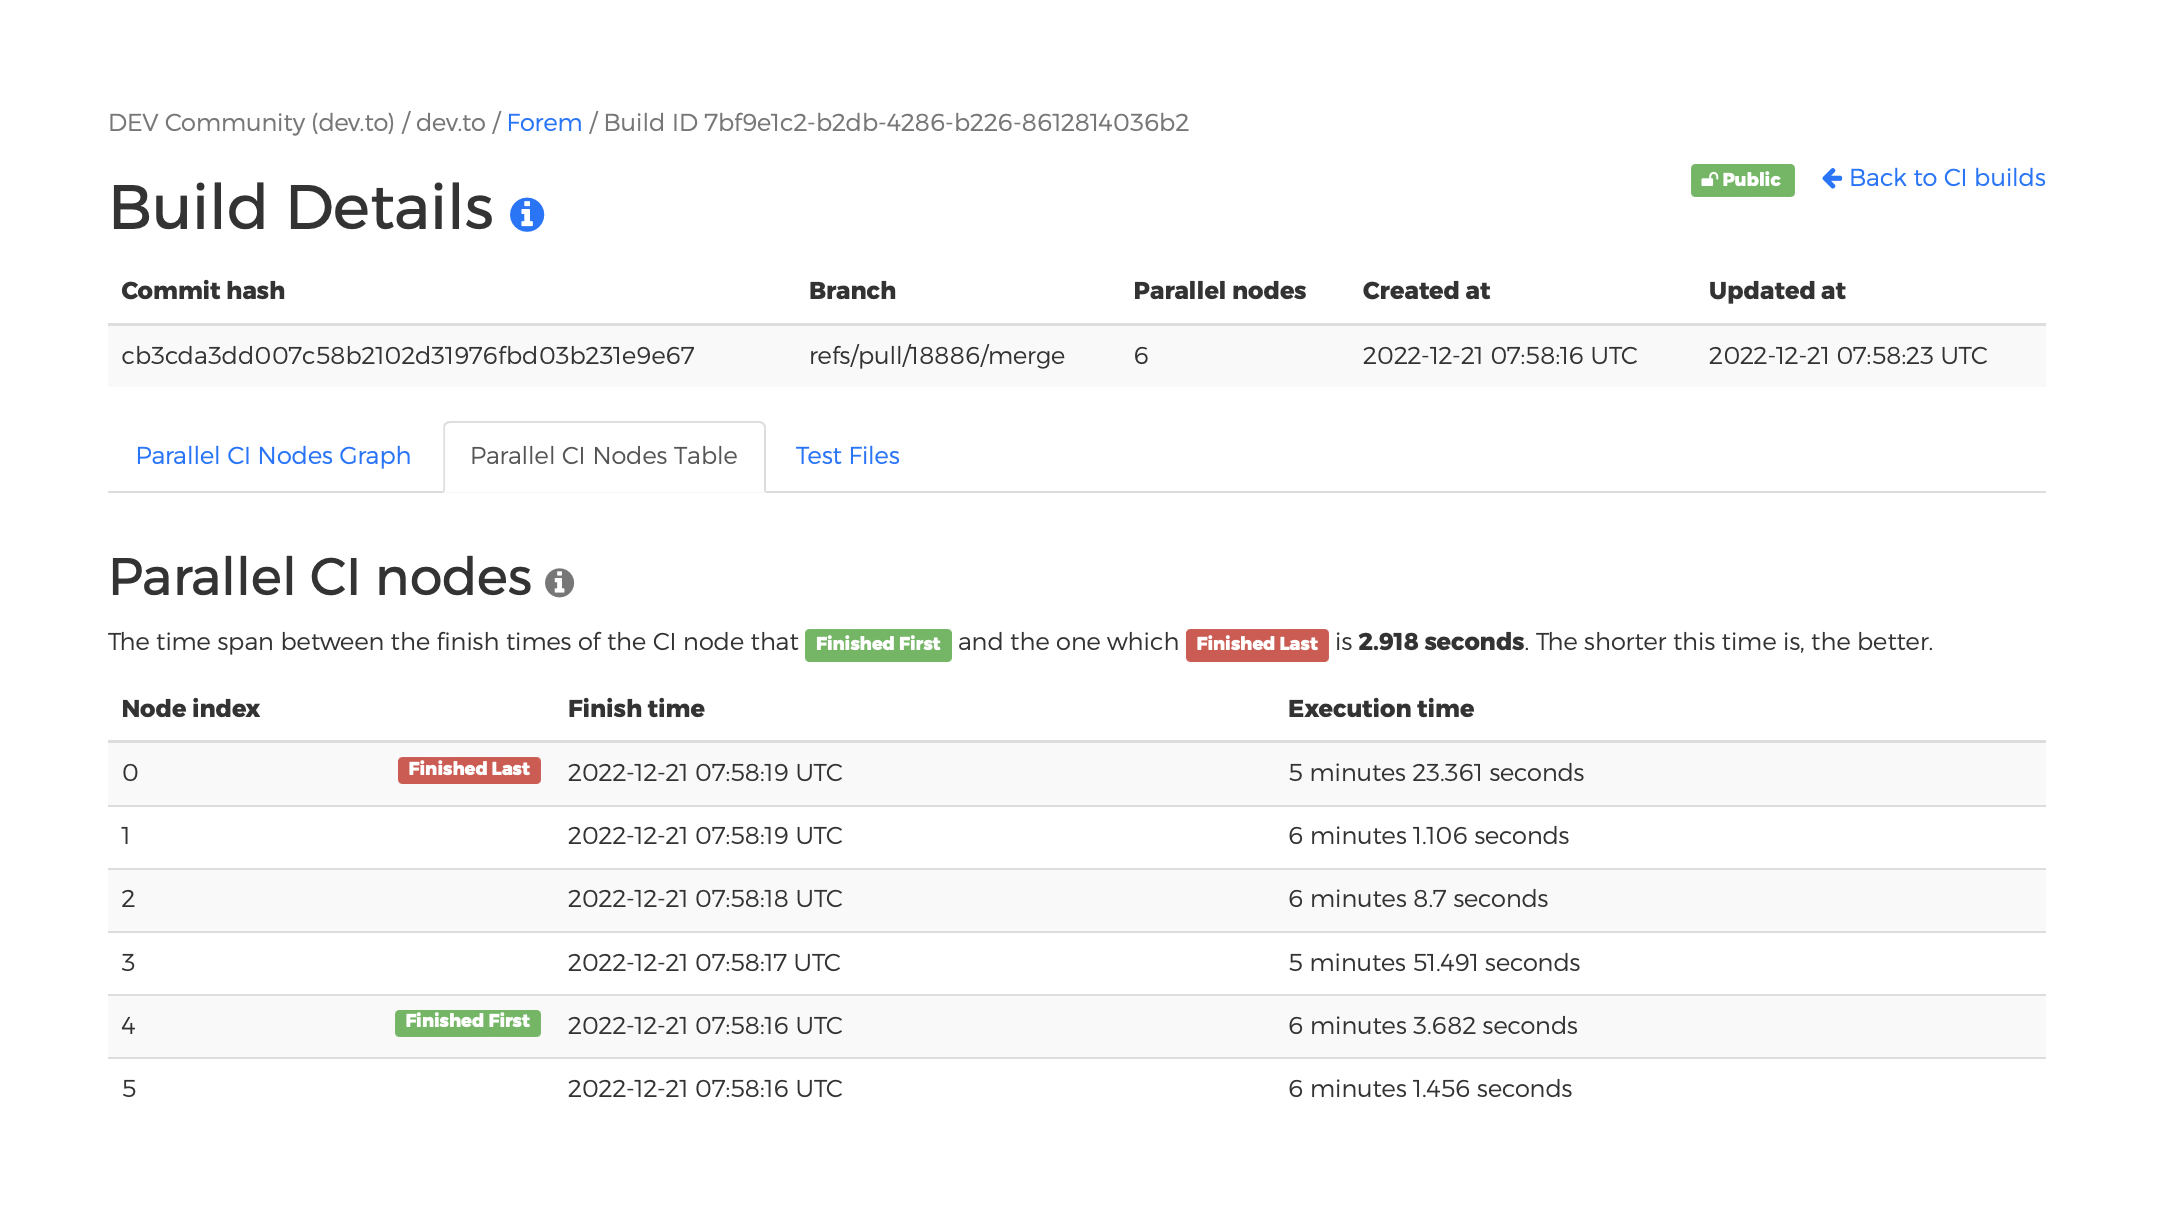 DEV Community (dev.to) / dev.to / Forem / Build ID 7bf9e1c2-b2db-4286-b226-8612814036b2
Public Back to CI builds
Build Details
Commit hash Branch Parallel nodes Created at Updated at
cb3cda3dd007c58b2102d31976fbd03b231e9e67 refs/pull/18886/merge 6 2022-12-21 07:58:16 UTC 2022-12-21 07:58:23 UTC
Parallel CI Nodes Graph Parallel CI Nodes Table Test Files
Parallel CI nodes
The time span between the finish times of the CI node that Finished First and the one which Finished Last is 2.918 seconds. The shorter this time is, the better.
Node index Finish time Execution time
0 Finished Last 2022-12-21 07:58:19 UTC 5 minutes 23.361 seconds
1 2022-12-21 07:58:19 UTC 6 minutes 1.106 seconds
2 2022-12-21 07:58:18 UTC 6 minutes 8.7 seconds
3 2022-12-21 07:58:17 UTC 5 minutes 51.491 seconds
4 Finished First 2022-12-21 07:58:16 UTC 6 minutes 3.682 seconds
5 2022-12-21 07:58:16 UTC 6 minutes 1.456 seconds